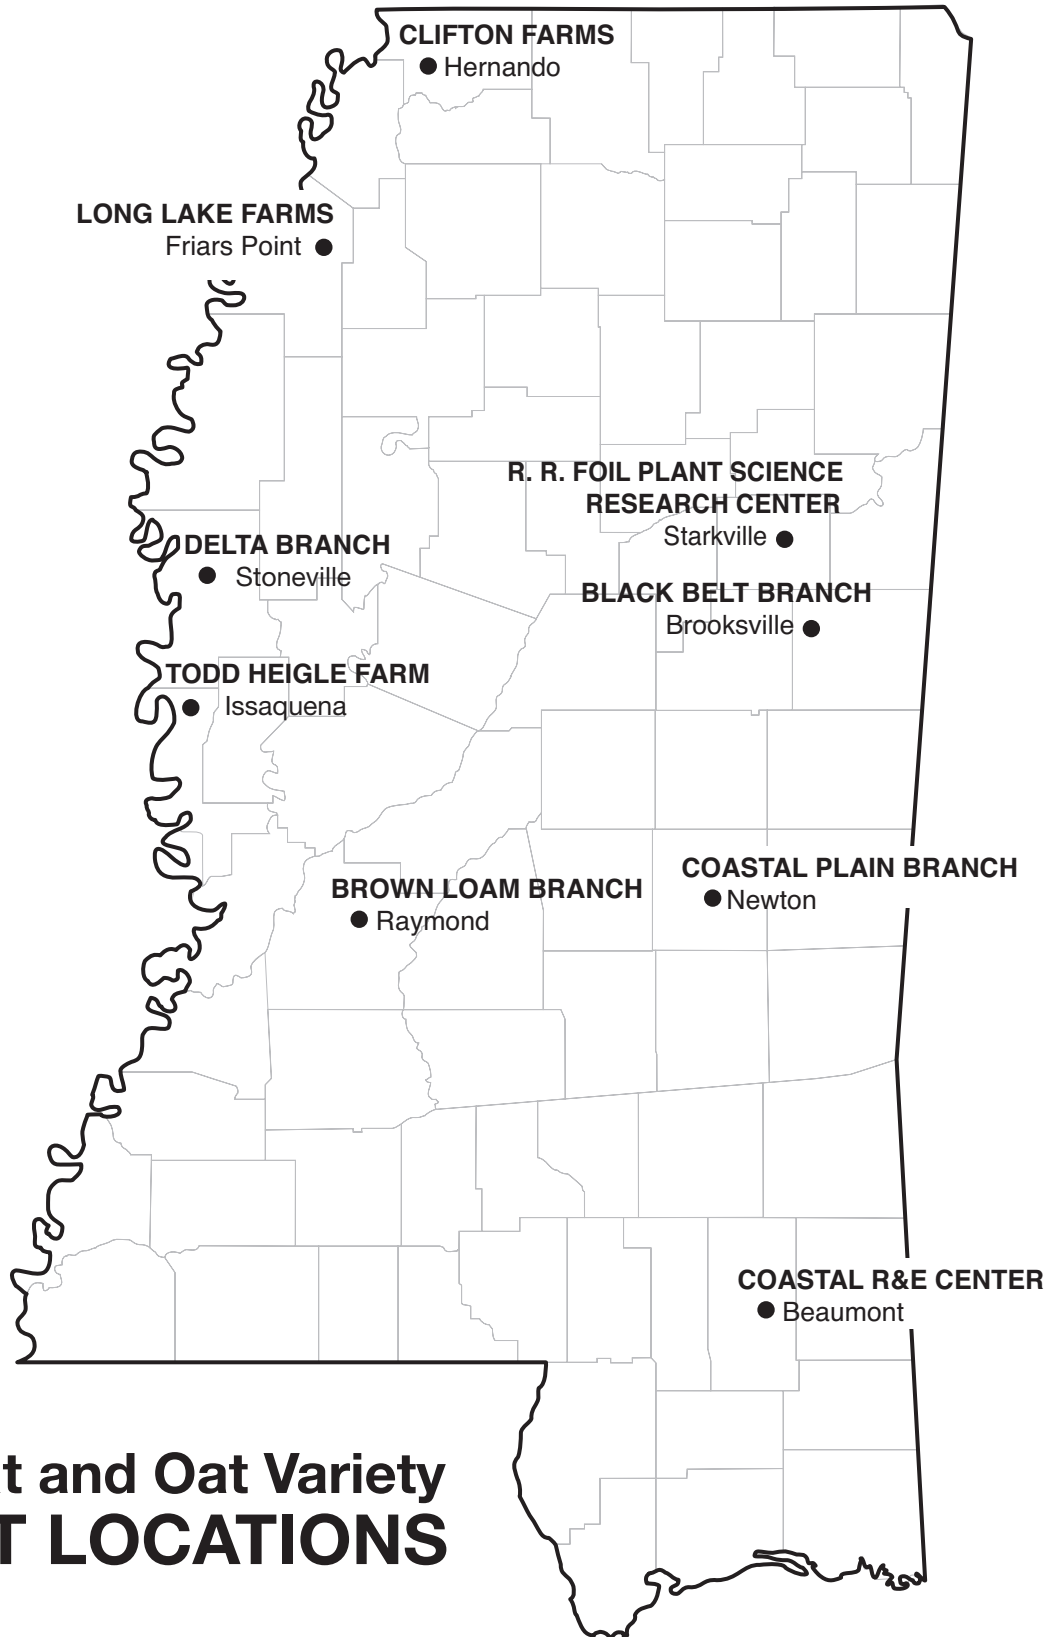 CLIFTON FARMS
Hernando
LONG LAKE FARMS
Friars Point
R. R. FOIL PLANT SCIENCE
RESEARCH CENTER
Starkville
DELTA BRANCH
Stoneville
BLACK BELT BRANCH
Brooksville
TODD HEIGLE FARM
Issaquena
COASTAL PLAIN BRANCH
Newton
BROWN LOAM BRANCH
Raymond
COASTAL R&E CENTER
Beaumont
t and Oat Variety
T LOCATIONS